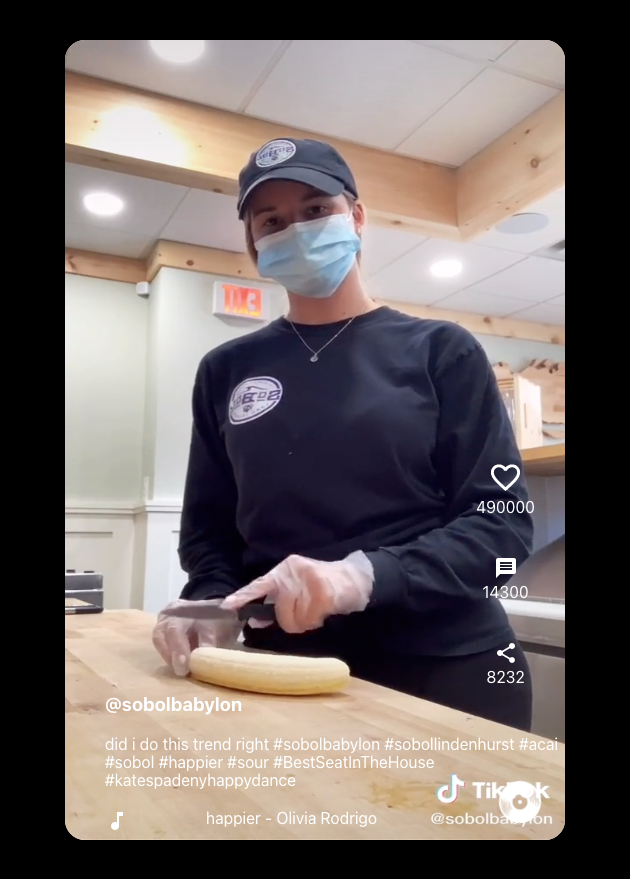 EXIT
490000
14300
8232
@sobolbabylon
did i do this trend right #sobolbabylon #sobollindenhurst #acai
#sobol #happier #sour #BestSeatInTheHouse
#katespadenyhappydance
TikTok
happier - Olivia Rodrigo
@sobolbabylon